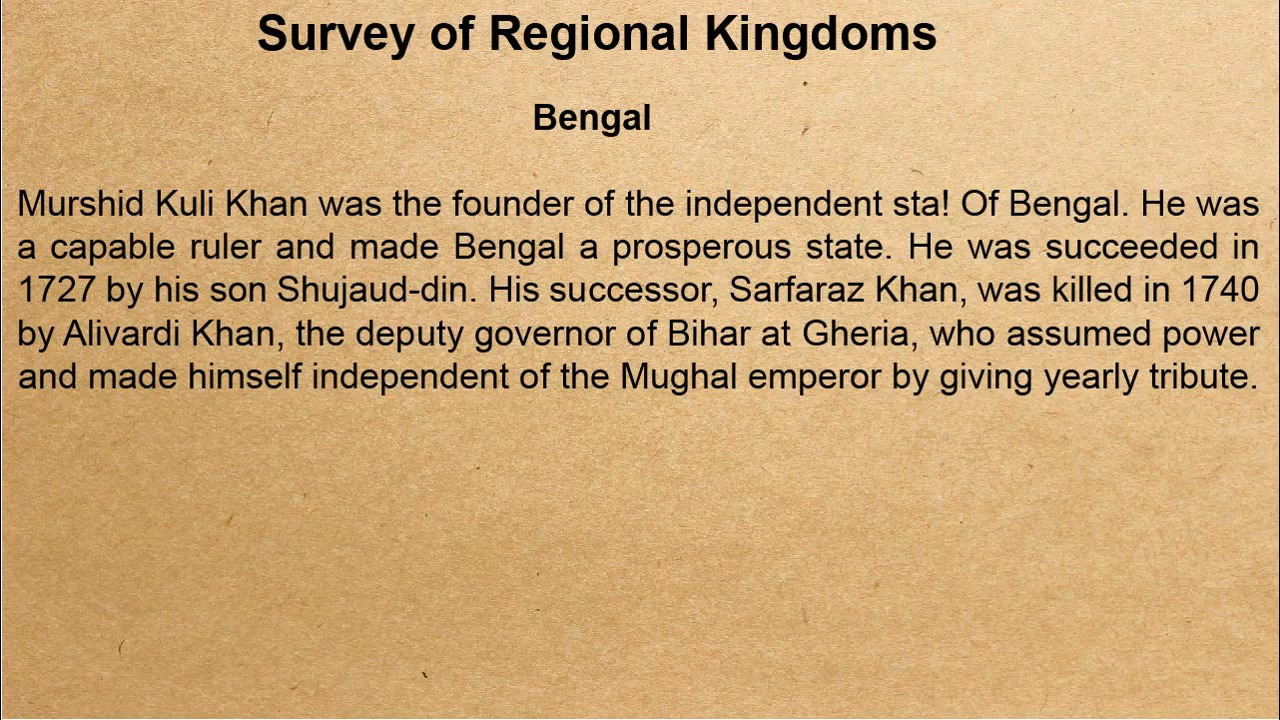 Survey of Regional Kingdoms
Bengal
Murshid Kuli Khan was the founder of the independent sta! Of Bengal. He was
a capable ruler and made Bengal a prosperous state. He was succeeded in
1727 by his son Shujaud-din. His successor, Sarfaraz Khan, was killed in 1740
by Alivardi Khan, the deputy governor of Bihar at Gheria, who assumed power
and made himself independent of the Mughal emperor by giving yearly tribute.